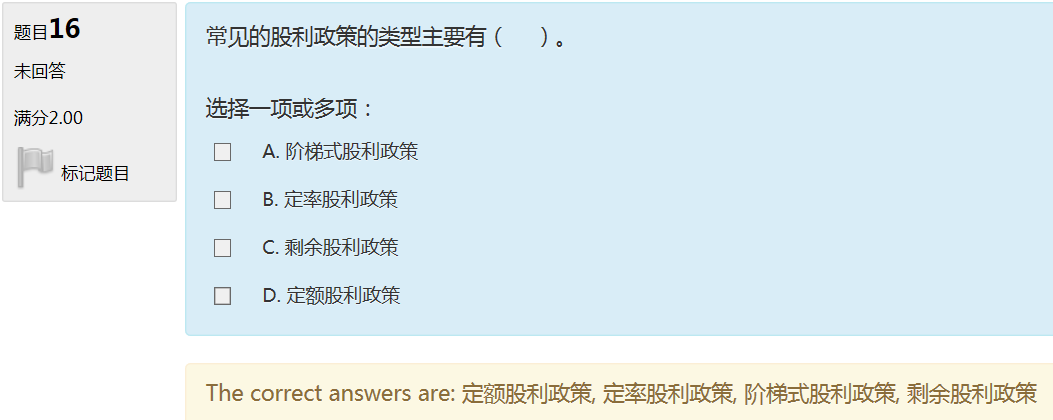 题目16
未回答
满分2.00
标记题目
常见的股利政策的类型主要有（ ）。
选择一项或多项：
A. 阶梯式股利政策
B. 定率股利政策
C. 剩余股利政策
D. 定额股利政策
The correct answers are: 定额股利政策, 定率股利政策, 阶梯式股利政策, 剩余股利政策